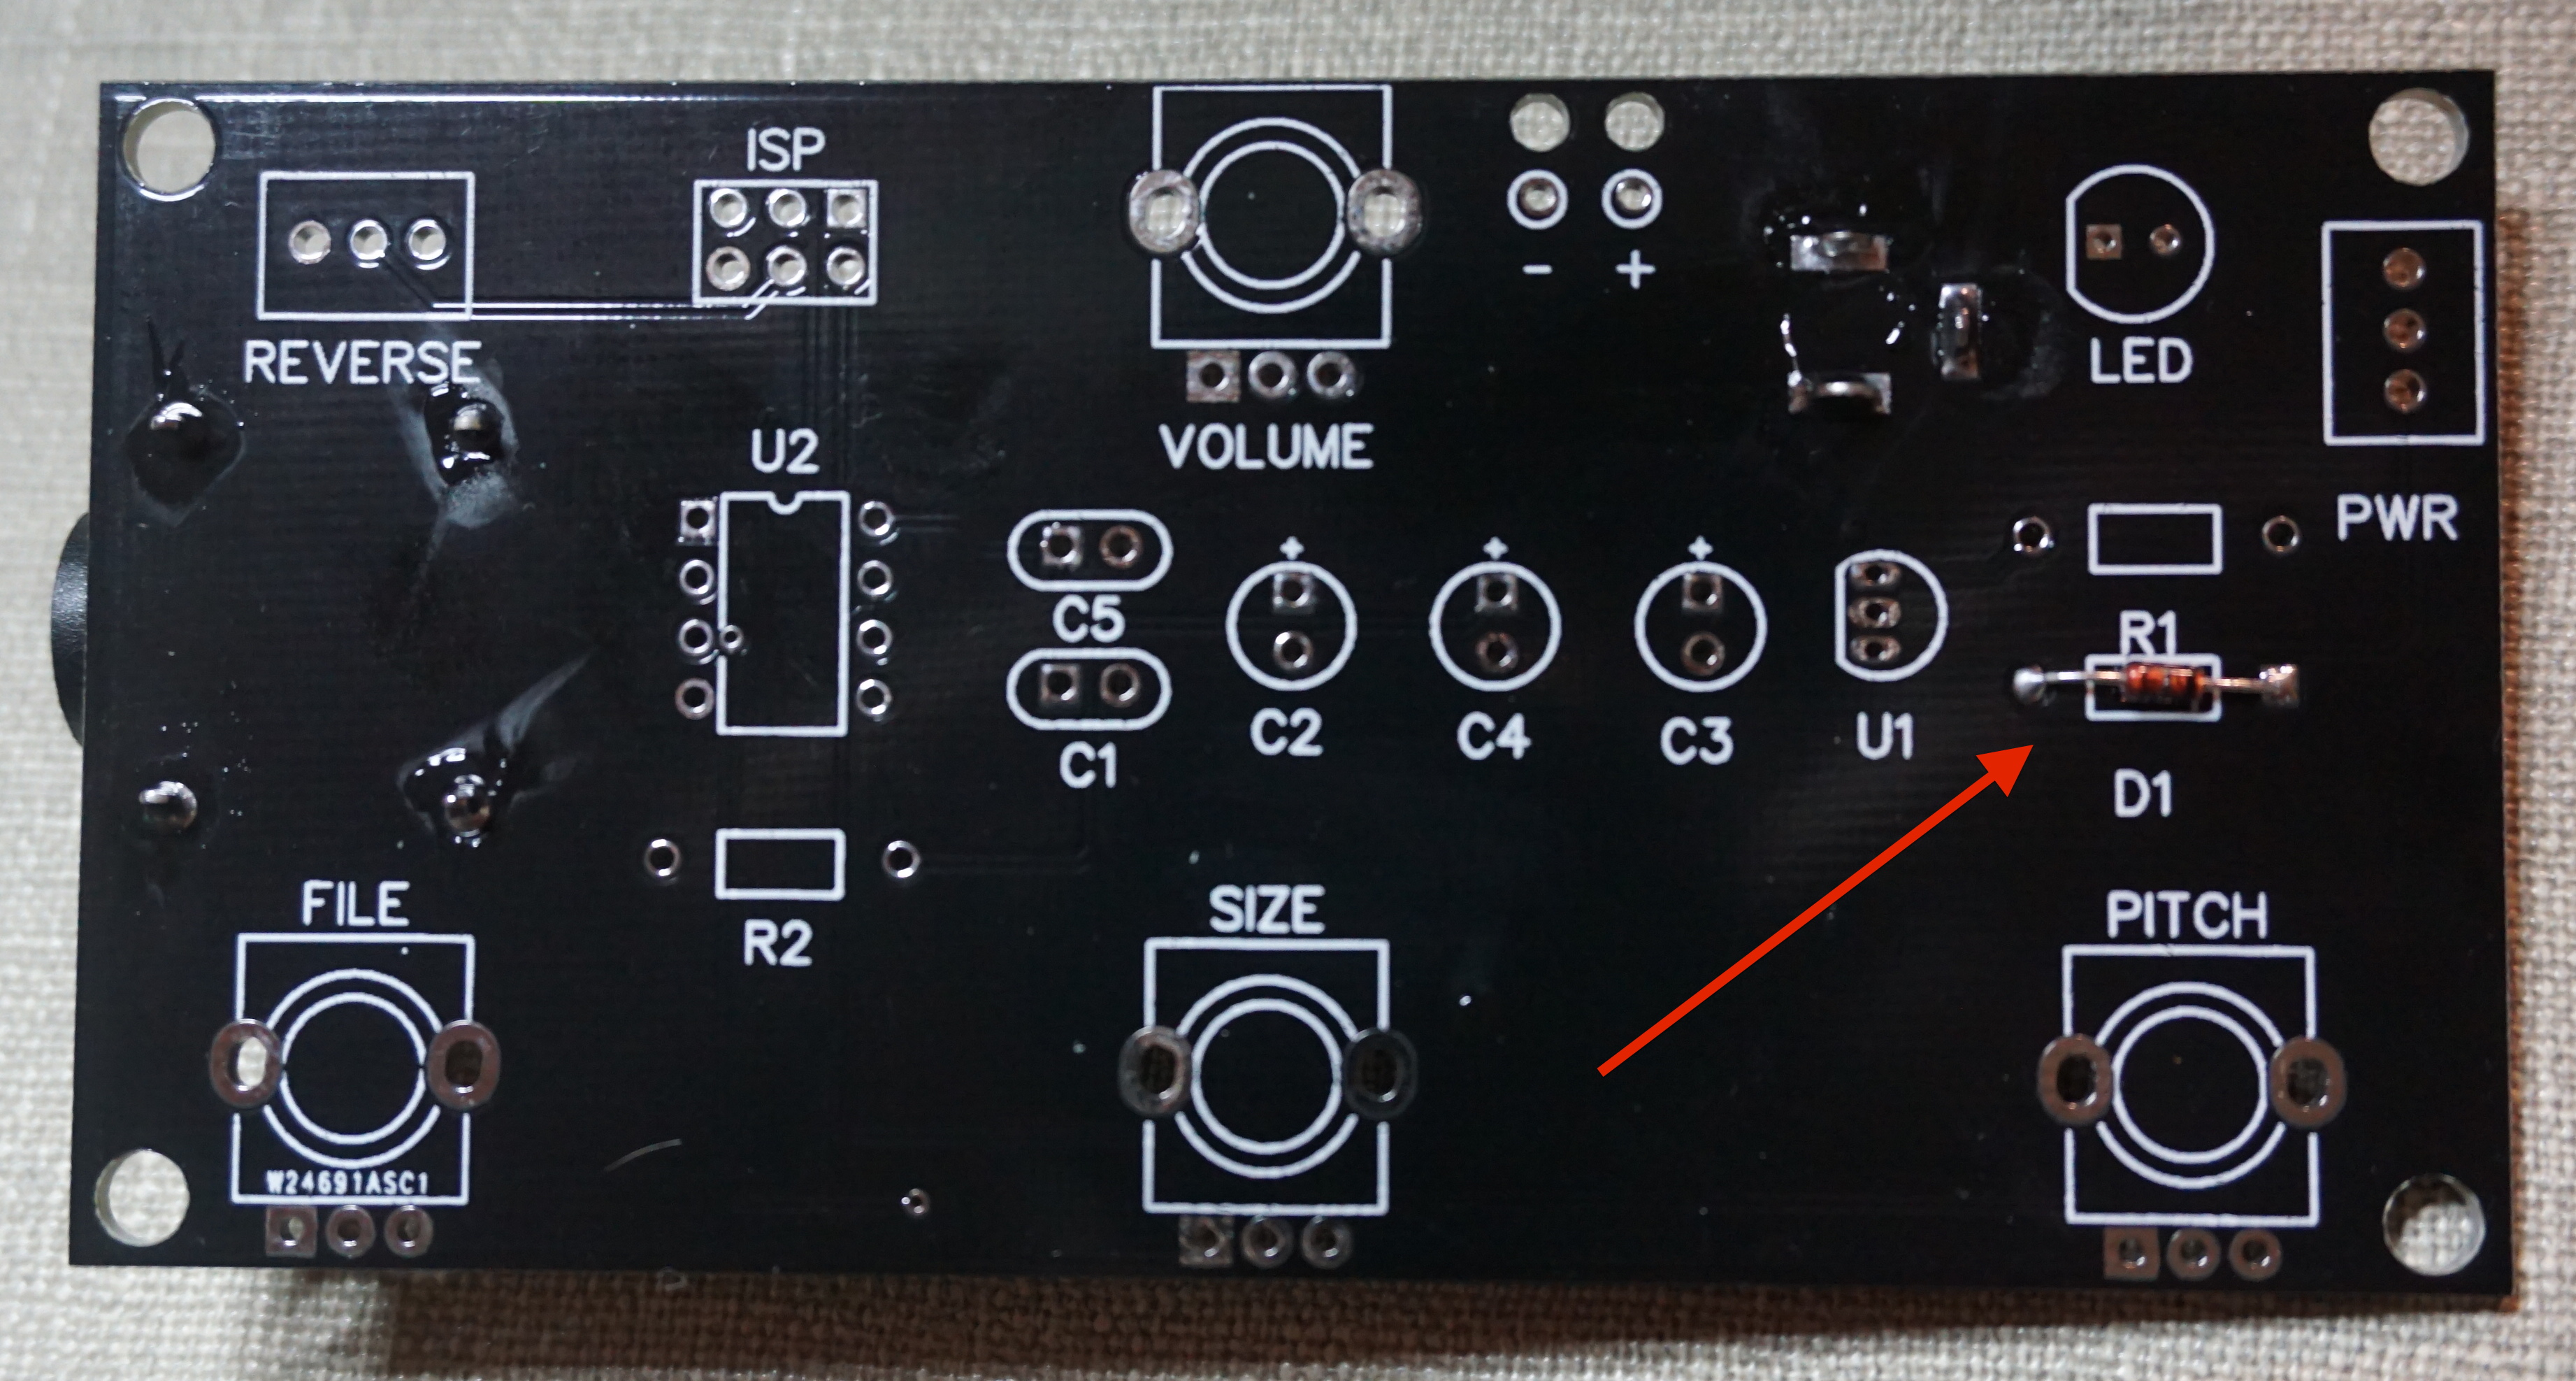 ISP
REVERSE
- +
LED
VOLUME
U2
PWR
C5
+ + +
R1
C1
C2
C4
C3
U1
D1
R2
FILE
SIZE
PITCH
W24691ASC1